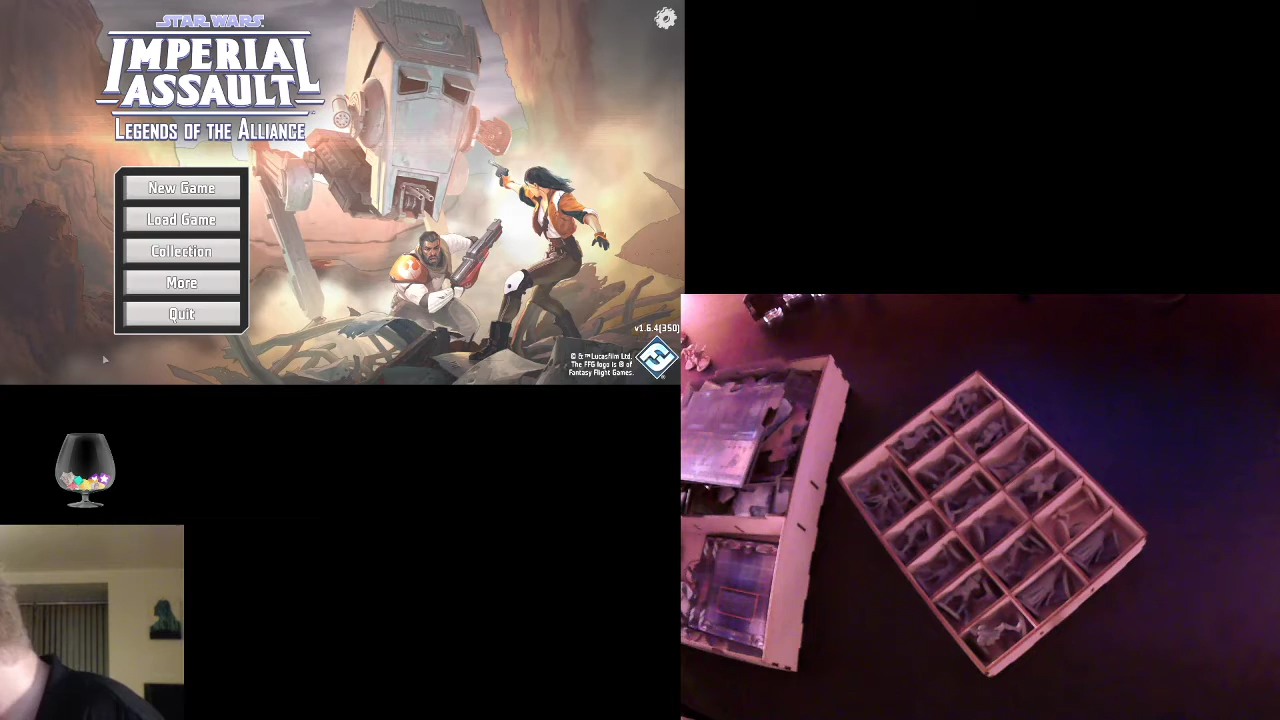 STAR WARS
IMPERIAL
ASSAULT
LEGENDS OF THE ALLIANCE
New Game
Load Game
Collection
More
Quit
v1.6.4(350)
© & ™ Lucasfilm Ltd.
The FFG logo is ® of
Fantasy Flight Games.